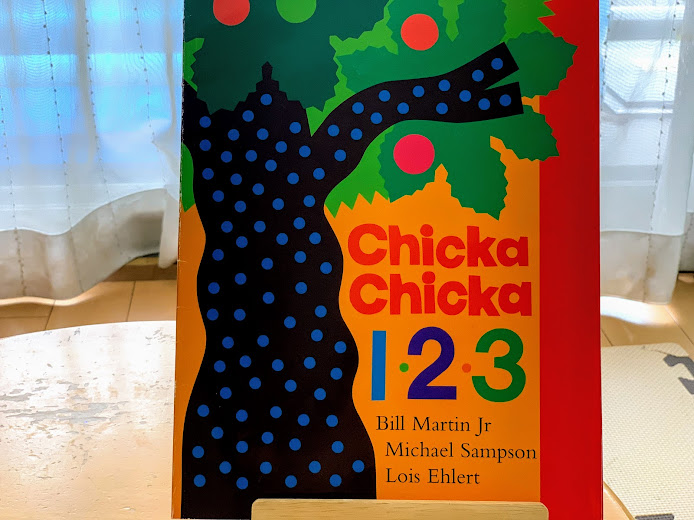 Chicka
Chicka
1·2·3
Bill Martin Jr
Michael Sampson
Lois Ehlert